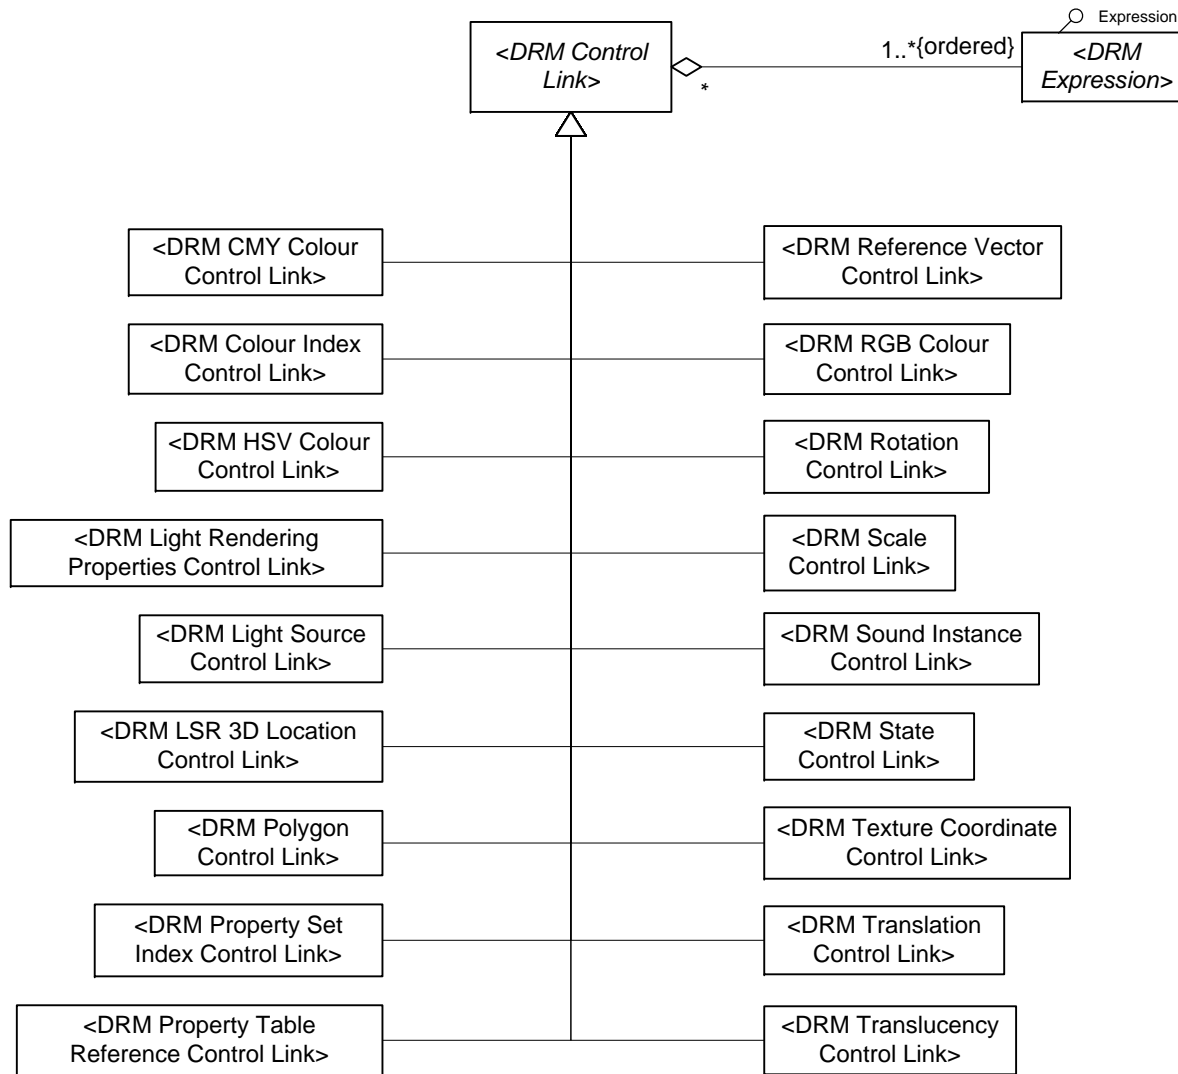 Expression
<DRM Control
Link>
1..*{ordered}
*
<DRM
Expression>
<DRM CMY Colour
Control Link>
<DRM Reference Vector
Control Link>
<DRM Colour Index
Control Link>
<DRM RGB Colour
Control Link>
<DRM HSV Colour
Control Link>
<DRM Rotation
Control Link>
<DRM Light Rendering
Properties Control Link>
<DRM Scale
Control Link>
<DRM Light Source
Control Link>
<DRM Sound Instance
Control Link>
<DRM LSR 3D Location
Control Link>
<DRM State
Control Link>
<DRM Polygon
Control Link>
<DRM Texture Coordinate
Control Link>
<DRM Property Set
Index Control Link>
<DRM Translation
Control Link>
<DRM Property Table
Reference Control Link>
<DRM Translucency
Control Link>